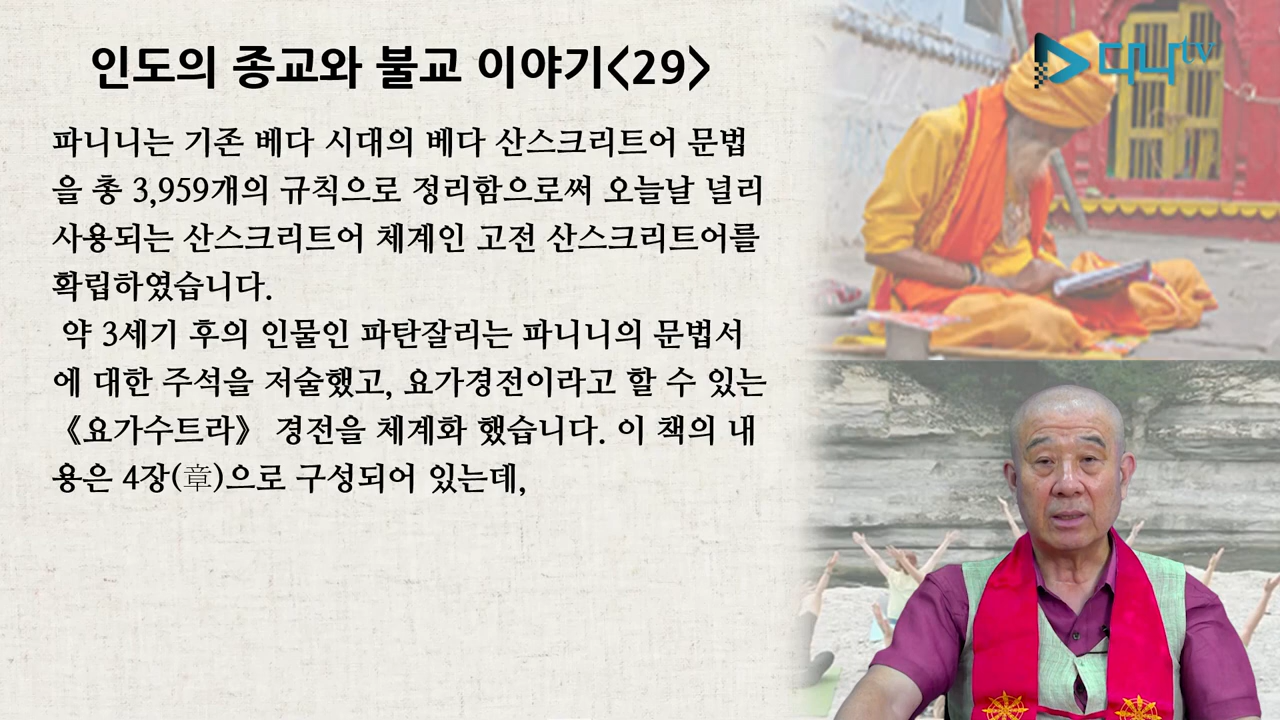 인도의 종교와 불교 이야기<29>
다나tv
파니니는 기존 베다 시대의 베다 산스크리트어 문법
을 총 3,959개의 규칙으로 정리함으로써 오늘날 널리
사용되는 산스크리트어 체계인 고전 산스크리트어를
확립하였습니다.
약 3세기 후의 인물인 파탄잘리는 파니니의 문법서
에 대한 주석을 저술했고, 요가경전이라고 할 수 있는
《요가수트라》 경전을 체계화 했습니다. 이 책의 내
용은 4장(章)으로 구성되어 있는데,